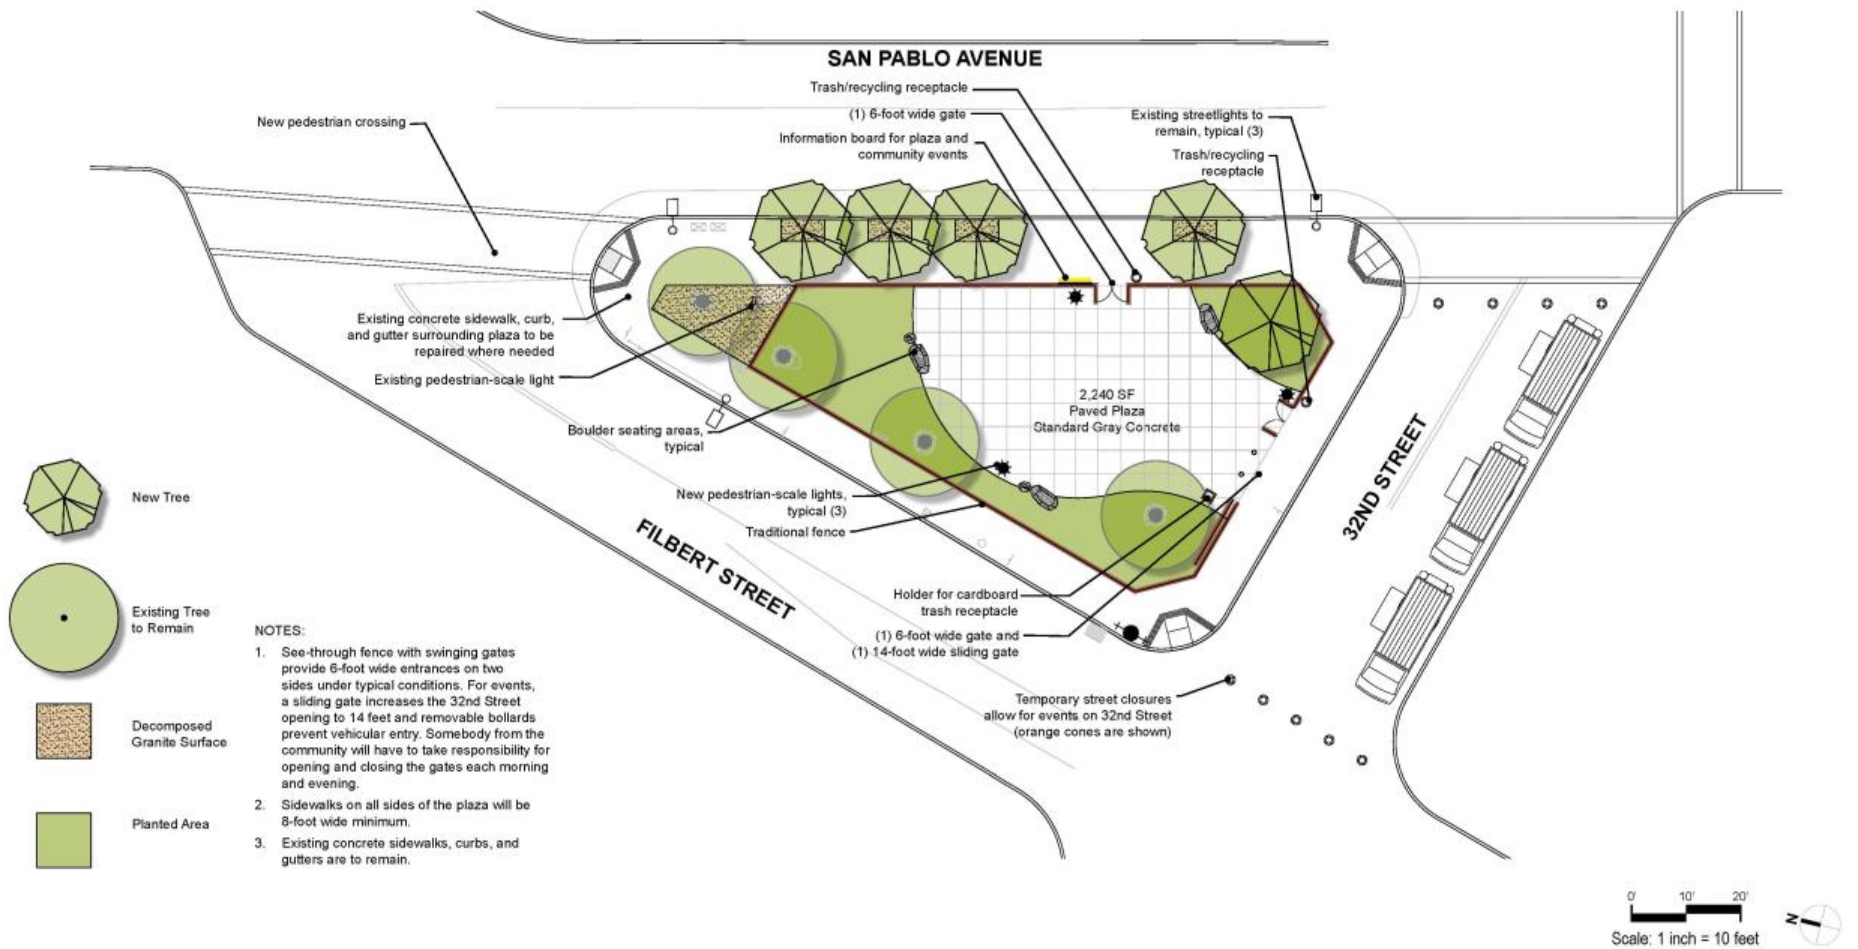 SAN PABLO AVENUE
Trash/recycling receptacle
(1) 6-foot wide gate
Information board for plaza and
community events
Existing streetlights to
remain, typical (3)
Trash/recycling
receptacle
New pedestrian crossing
Existing concrete sidewalk, curb,
and gutter surrounding plaza to be
repaired where needed
Existing pedestrian-scale light
Boulder seating areas,
typical
2,240 SF
Paved Plaza
Standard Gray Concrete
New pedestrian-scale lights,
typical (3)
Traditional fence
FILBERT STREET
32ND STREET
Holder for cardboard
trash receptacle
(1) 6-foot wide gate and
(1) 14-foot wide sliding gate
Temporary street closures
allow for events on 32nd Street
(orange cones are shown)
New Tree
Existing Tree
to Remain
Decomposed
Granite Surface
Planted Area
NOTES:
1. See-through fence with swinging gates
provide 6-foot wide entrances on two
sides under typical conditions. For events,
a sliding gate increases the 32nd Street
opening to 14 feet and removable bollards
prevent vehicular entry. Somebody from the
community will have to take responsibility for
opening and closing the gates each morning
and evening.
2. Sidewalks on all sides of the plaza will be
8-foot wide minimum.
3. Existing concrete sidewalks, curbs, and
gutters are to remain.
0' 10' 20'
Scale: 1 inch = 10 feet
N